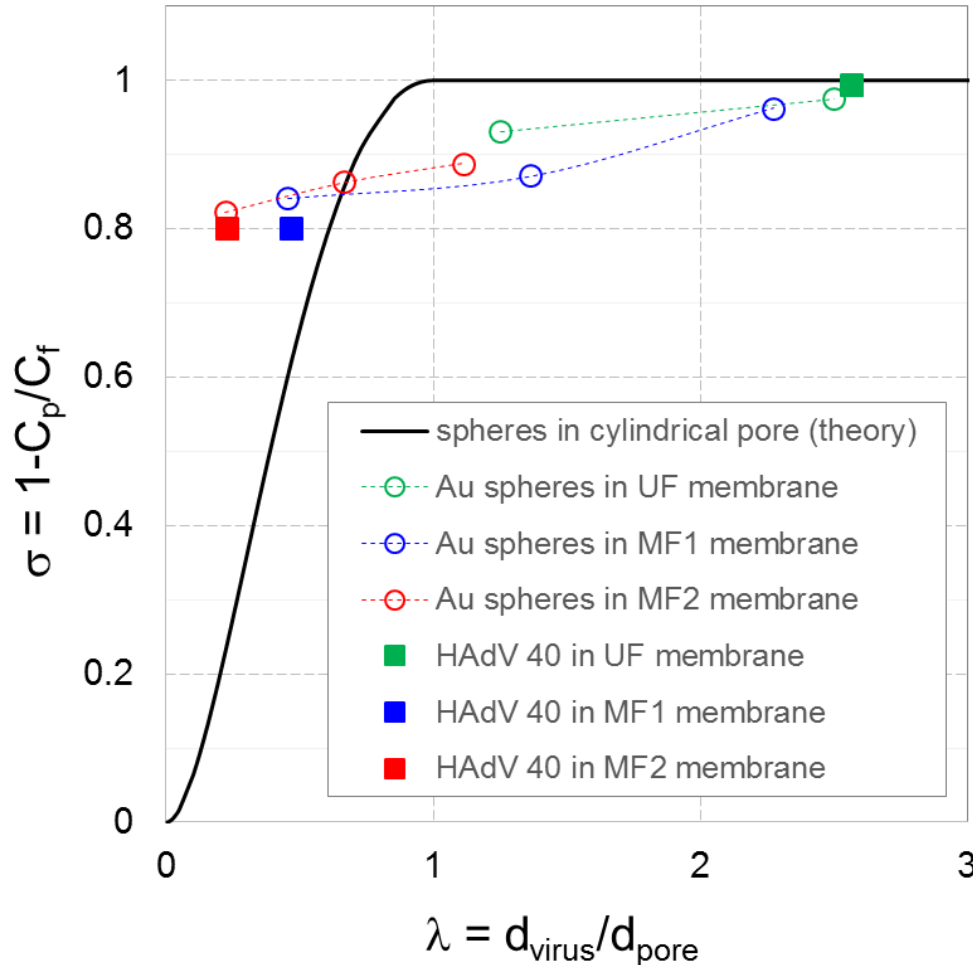 1
0.8
0.6
0.4
0.2
0
σ = 1-Cp/Cf
spheres in cylindrical pore (theory)
Au spheres in UF membrane
Au spheres in MF1 membrane
Au spheres in MF2 membrane
HAdV 40 in UF membrane
HAdV 40 in MF1 membrane
HAdV 40 in MF2 membrane
0 1 2 3
λ = dvirus/dpore